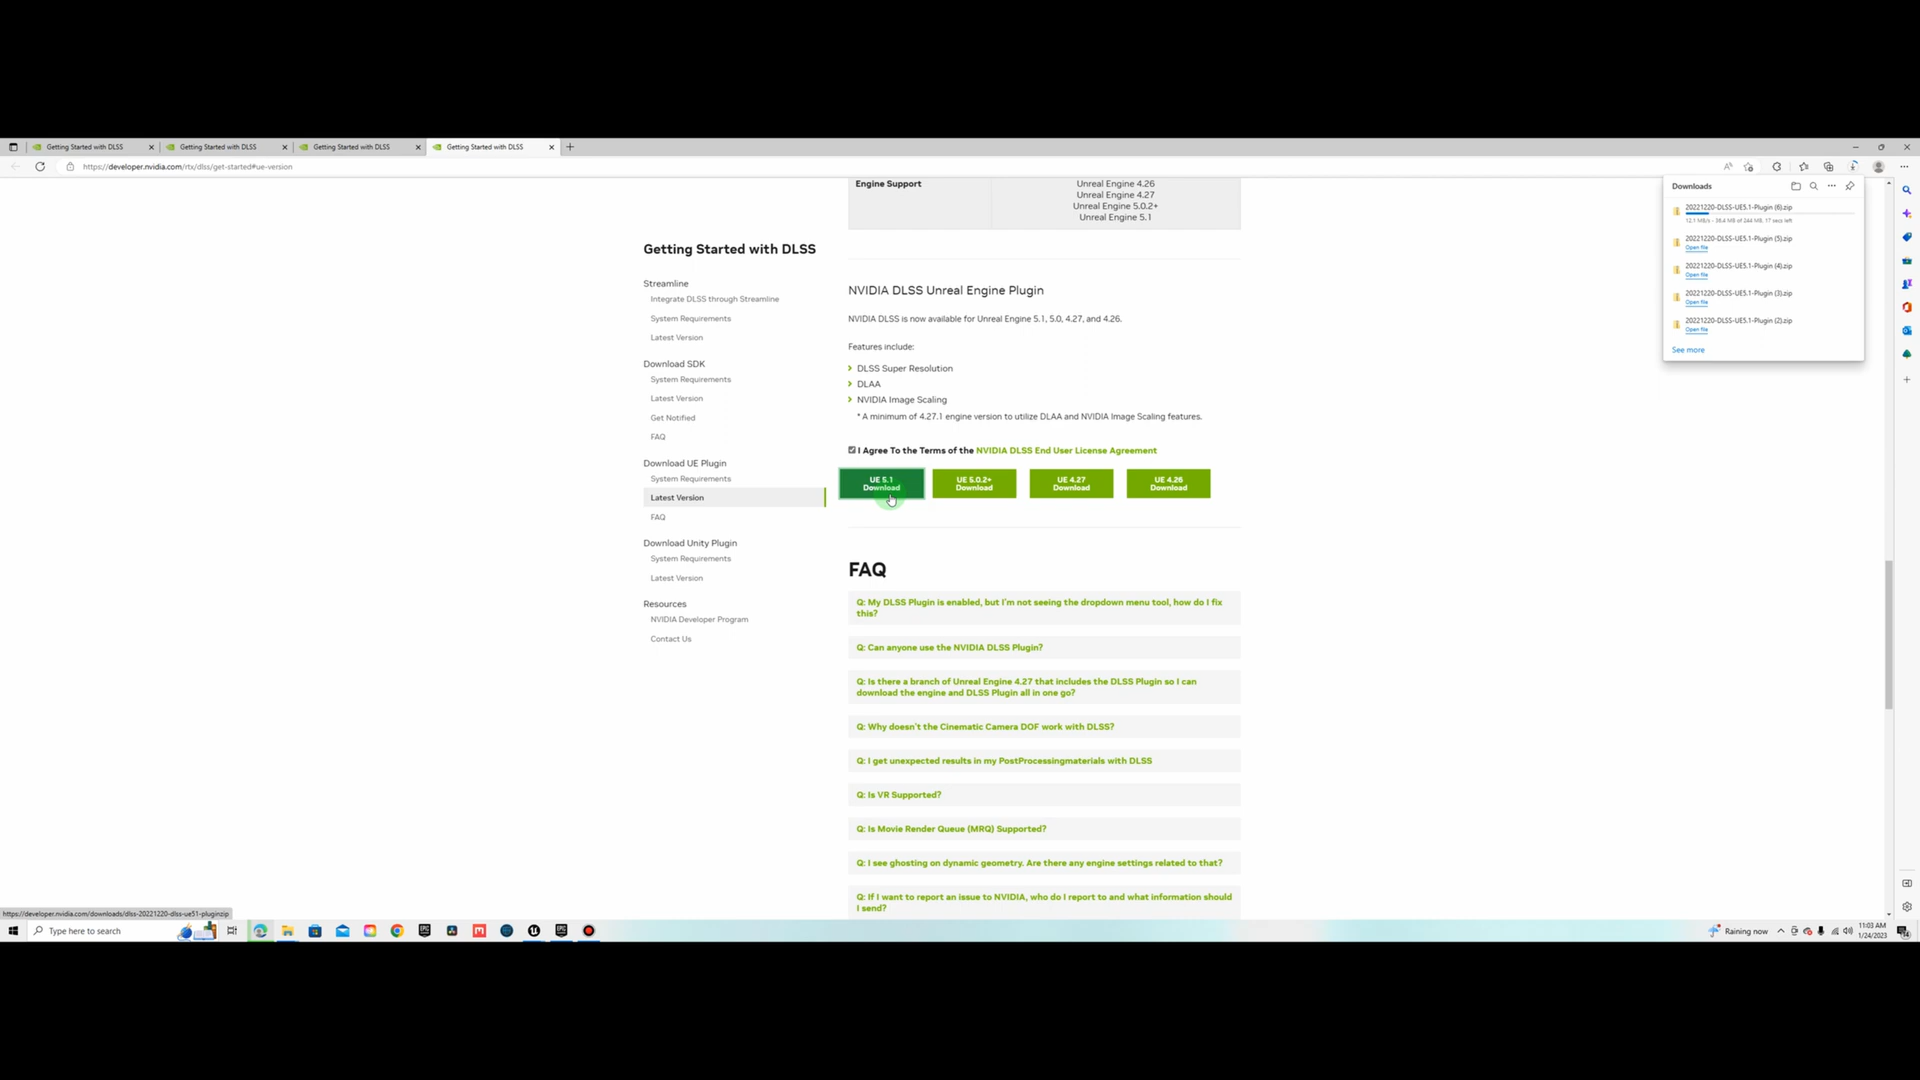 Getting Started with DLSS
Getting Started with DLSS
Getting Started with DLSS
Getting Started with DLSS
https://developer.nvidia.com/rtx/dlss/get-started#ue-version
Downloads
20221220-DLSS-UE5.1-Plugin (6).zip
12.1 MB/s - 38.4 MB of 244 MB, 17 secs left
20221220-DLSS-UE5.1-Plugin (5).zip
Open file
20221220-DLSS-UE5.1-Plugin (4).zip
Open file
20221220-DLSS-UE5.1-Plugin (3).zip
Open file
20221220-DLSS-UE5.1-Plugin (2).zip
Open file
See more
Engine Support
Unreal Engine 4.26
Unreal Engine 4.27
Unreal Engine 5.0.2+
Unreal Engine 5.1
Getting Started with DLSS
Streamline
Integrate DLSS through Streamline
System Requirements
Latest Version
Download SDK
System Requirements
Latest Version
Get Notified
FAQ
Download UE Plugin
System Requirements
Latest Version
FAQ
Download Unity Plugin
System Requirements
Latest Version
Resources
NVIDIA Developer Program
Contact Us
NVIDIA DLSS Unreal Engine Plugin
NVIDIA DLSS is now available for Unreal Engine 5.1, 5.0, 4.27, and 4.26.
Features include:
DLSS Super Resolution
DLAA
NVIDIA Image Scaling
* A minimum of 4.27.1 engine version to utilize DLAA and NVIDIA Image Scaling features.
I Agree To the Terms of the NVIDIA DLSS End User License Agreement
UE 5.1
Download
UE 5.0.2+
Download
UE 4.27
Download
UE 4.26
Download
FAQ
Q: My DLSS Plugin is enabled, but I'm not seeing the dropdown menu tool, how do I fix
this?
Q: Can anyone use the NVIDIA DLSS Plugin?
Q: Is there a branch of Unreal Engine 4.27 that includes the DLSS Plugin so I can
download the engine and DLSS Plugin all in one go?
Q: Why doesn't the Cinematic Camera DOF work with DLSS?
Q: I get unexpected results in my PostProcessingmaterials with DLSS
Q: Is VR Supported?
Q: Is Movie Render Queue (MRQ) Supported?
Q: I see ghosting on dynamic geometry. Are there any engine settings related to that?
Q: If I want to report an issue to NVIDIA, who do I report to and what information should
I send?
https://developer.nvidia.com/downloads/dlss-20221220-dlss-ue51-pluginzip
Type here to search
Raining now
11:03 AM
1/24/2023